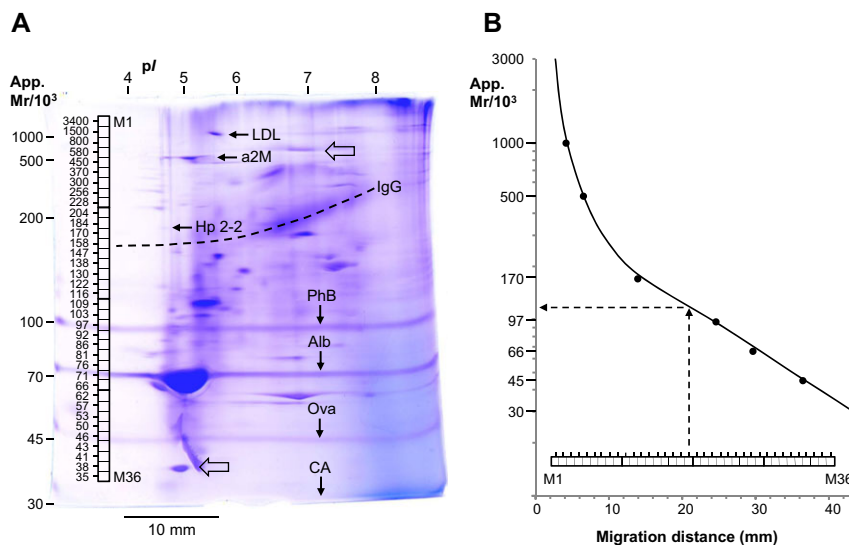 A
App.
Mr/10³
pI
4 5 6 7 8
1000
500
200
100
70
45
30
3400
1500
800
580
450
370
300
256
228
204
184
170
158
147
138
130
122
116
109
103
97
92
86
81
76
71
66
62
57
53
50
46
43
41
38
35
M1
M36
LDL
a2M
IgG
Hp 2-2
PhB
Alb
Ova
CA
10 mm
B
App.
Mr/10³
3000
1000
500
170
97
66
45
30
M1 M36
0 10 20 30 40
Migration distance (mm)